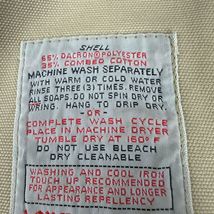 SHELL
65% DACRON® POLYESTER
35% COMBED COTTON
MACHINE WASH SEPARATELY
WITH WARM OR COLD WATER
RINSE THREE (3) TIMES. REMOVE
ALL SOAPS. DO NOT SPIN DRY OR
WRING. HANG TO DRIP DRY.
-OR-
COMPLETE WASH CYCLE
PLACE IN MACHINE DRYER
TUMBLE DRY AT 160° F
DO NOT USE BLEACH
DRY CLEANABLE
WASHING AND COOL IRON
TOUCH UP RECOMMENDED
FOR APPEARANCE AND LONGER
LASTING REPELLENCY